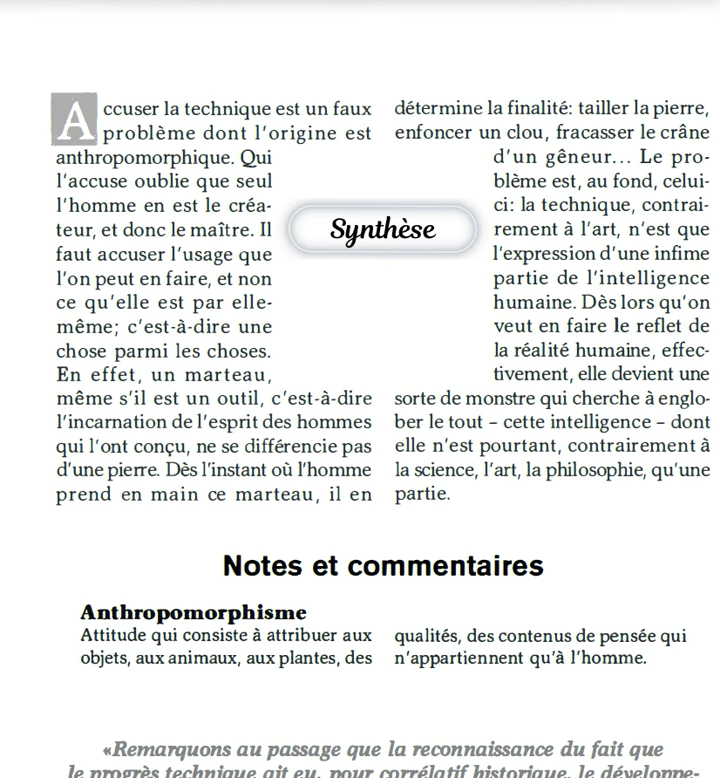 Accuser la technique est un faux
problème dont l'origine est
anthropomorphique. Qui
l'accuse oublie que seul
l'homme en est le créa-
teur, et donc le maître. Il
faut accuser l'usage que
l'on peut en faire, et non
ce qu'elle est par elle-
même; c'est-à-dire une
chose parmi les choses.
En effet, un marteau,
même s'il est un outil, c'est-à-dire
l'incarnation de l'esprit des hommes
qui l'ont conçu, ne se différencie pas
d'une pierre. Dès l'instant où l'homme
prend en main ce marteau, il en
Synthèse
détermine la finalité: tailler la pierre,
enfoncer un clou, fracasser le crâne
d'un gêneur... Le pro-
blème est, au fond, celui-
ci: la technique, contrai-
rement à l'art, n'est que
l'expression d'une infime
partie de l'intelligence
humaine. Dès lors qu'on
veut en faire le reflet de
la réalité humaine, effec-
tivement, elle devient une
sorte de monstre qui cherche à englo-
ber le tout – cette intelligence – dont
elle n'est pourtant, contrairement à
la science, l'art, la philosophie, qu'une
partie.
Notes et commentaires
Anthropomorphisme
Attitude qui consiste à attribuer aux
objets, aux animaux, aux plantes, des
qualités, des contenus de pensée qui
n'appartiennent qu'à l'homme.
«Remarquons au passage que la reconnaissance du fait que
le progrès technique ait eu, pour corrélatif historique, le développe-